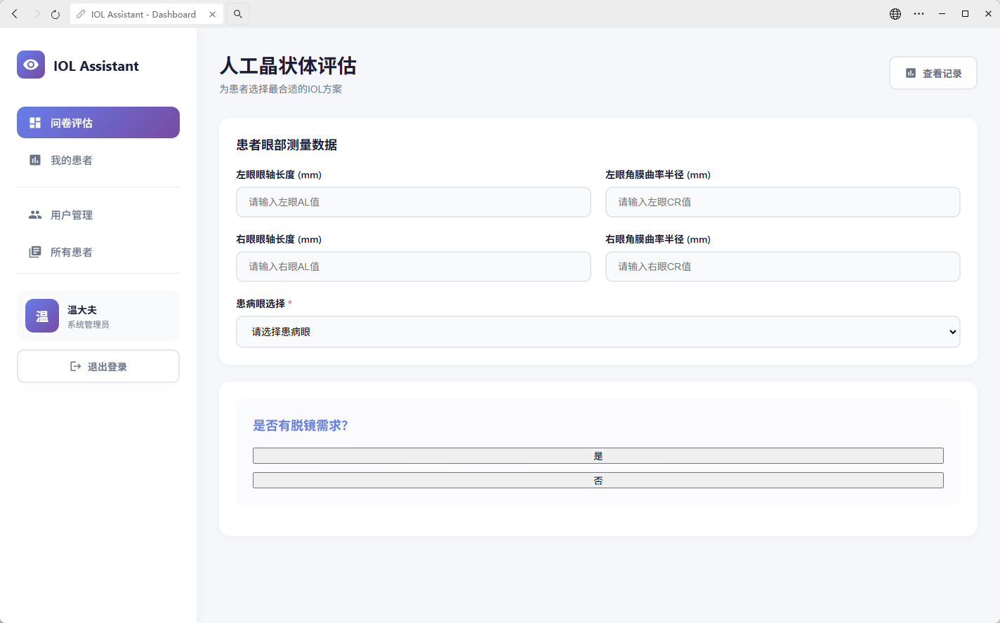 IOL Assistant - Dashboard
IOL Assistant
问卷评估
我的患者
用户管理
所有患者
温
温大夫
系统管理员
退出登录
人工晶状体评估
为患者选择最合适的IOL方案
查看记录
患者眼部测量数据
左眼眼轴长度 (mm)
左眼角膜曲率半径 (mm)
请输入左眼AL值
请输入左眼CR值
右眼眼轴长度 (mm)
右眼角膜曲率半径 (mm)
请输入右眼AL值
请输入右眼CR值
患病眼选择 *
请选择患病眼
是否有脱镜需求？
是
否